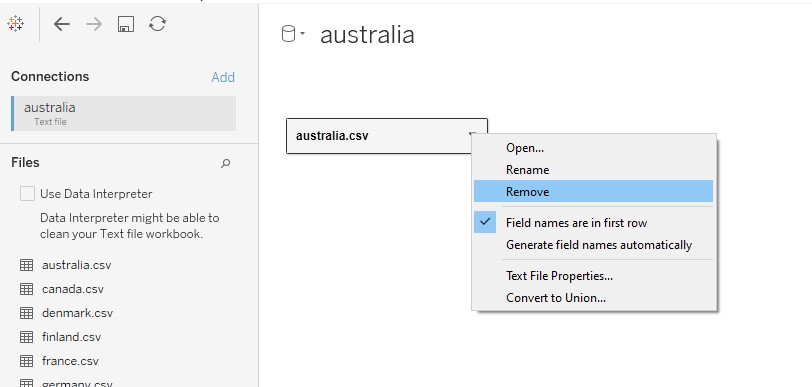 australia
Connections
Add
australia
Text file
australia.csv
Open...
Rename
Remove
Field names are in first row
Generate field names automatically
Text File Properties...
Convert to Union...
Files
Use Data Interpreter
Data Interpreter might be able to
clean your Text file workbook.
australia.csv
canada.csv
denmark.csv
finland.csv
france.csv
germany.csv